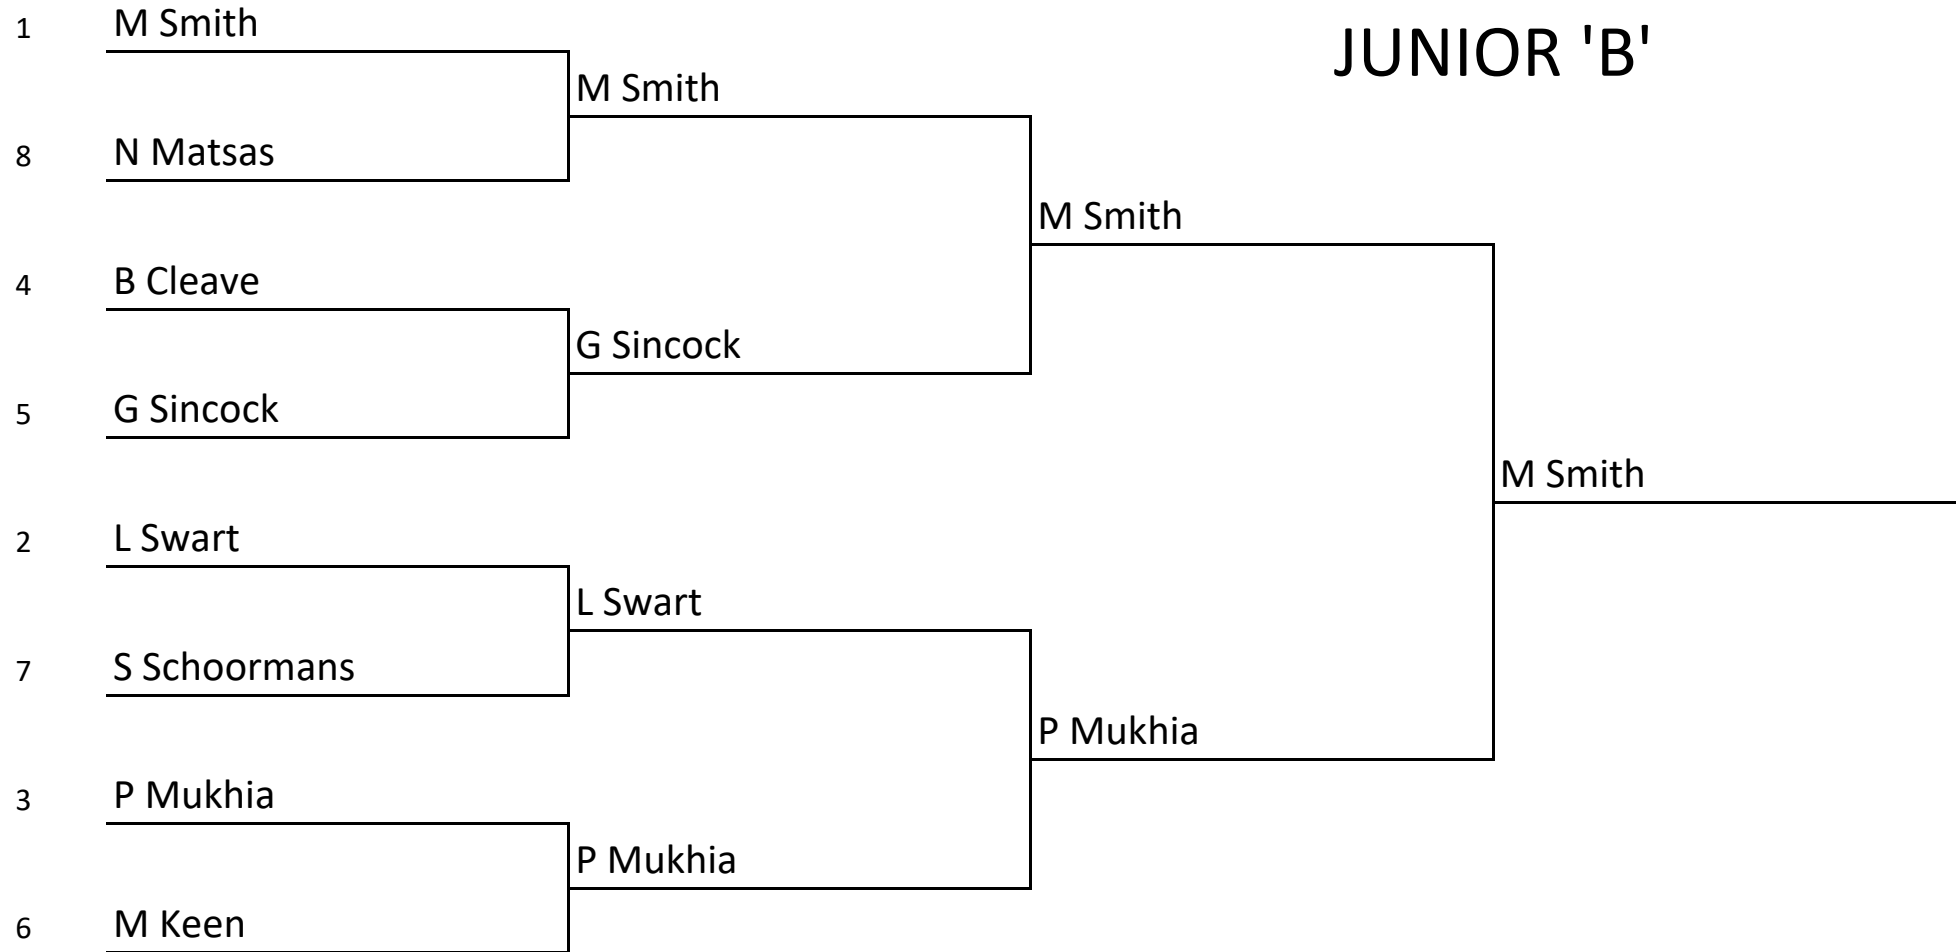 JUNIOR 'B'
1 M Smith
M Smith
8 N Matsas
M Smith
4 B Cleave
G Sincock
5 G Sincock
M Smith
2 L Swart
L Swart
7 S Schoormans
P Mukhia
3 P Mukhia
P Mukhia
6 M Keen